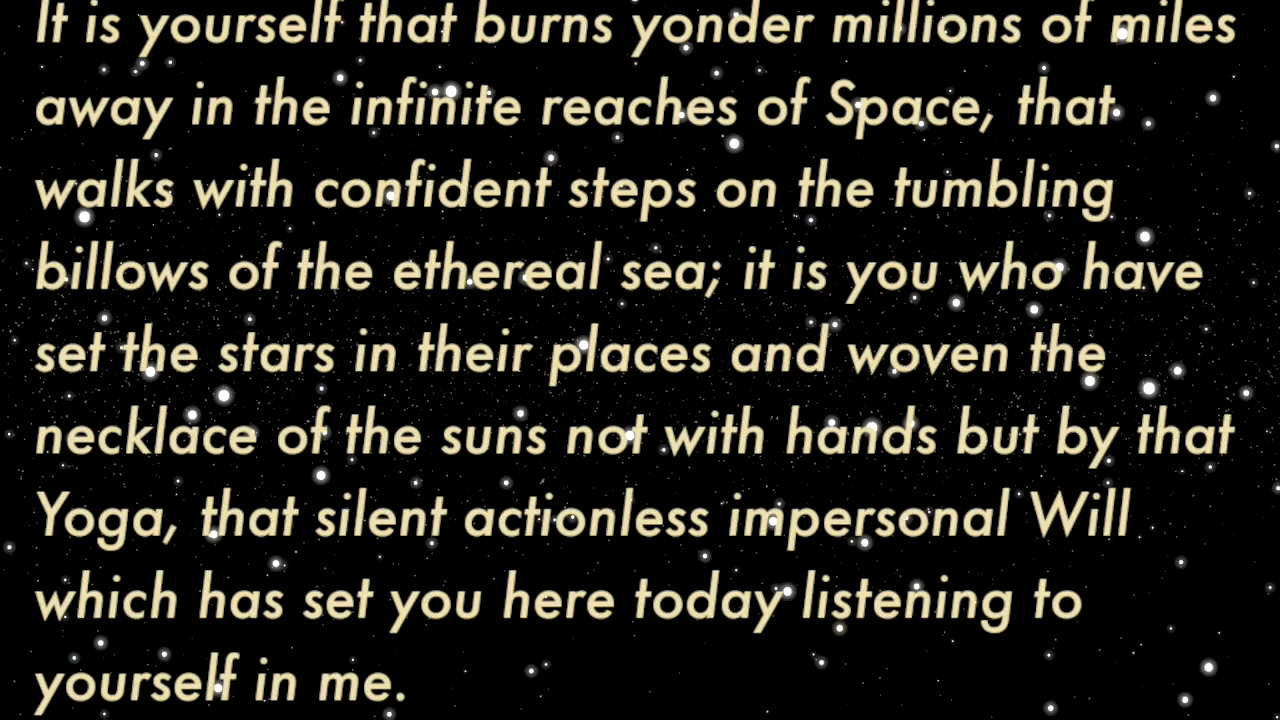 It is yourself that burns yonder millions of miles
away in the infinite reaches of Space, that
walks with confident steps on the tumbling
billows of the ethereal sea; it is you who have
set the stars in their places and woven the
necklace of the suns not with hands but by that
Yoga, that silent actionless impersonal Will
which has set you here today listening to
yourself in me.